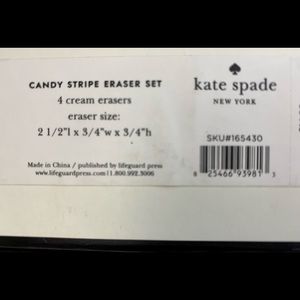 CANDY STRIPE ERASER SET
4 cream erasers
eraser size:
2 1/2"l x 3/4"w x 3/4"h
Made in China / published by lifeguard press
www.lifeguardpress.com | 1.800.992.3006
kate spade
NEW YORK
SKU#165430
8 25466 93981 3